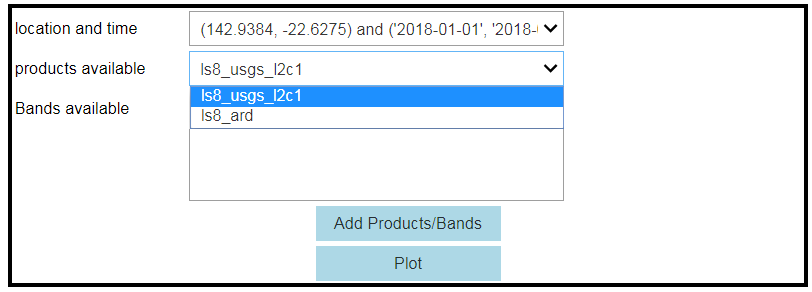 location and time
(142.9384, -22.6275) and ('2018-01-01', '2018-
products available
ls8_usgs_l2c1
ls8_usgs_l2c1
ls8_ard
Bands available
Add Products/Bands
Plot